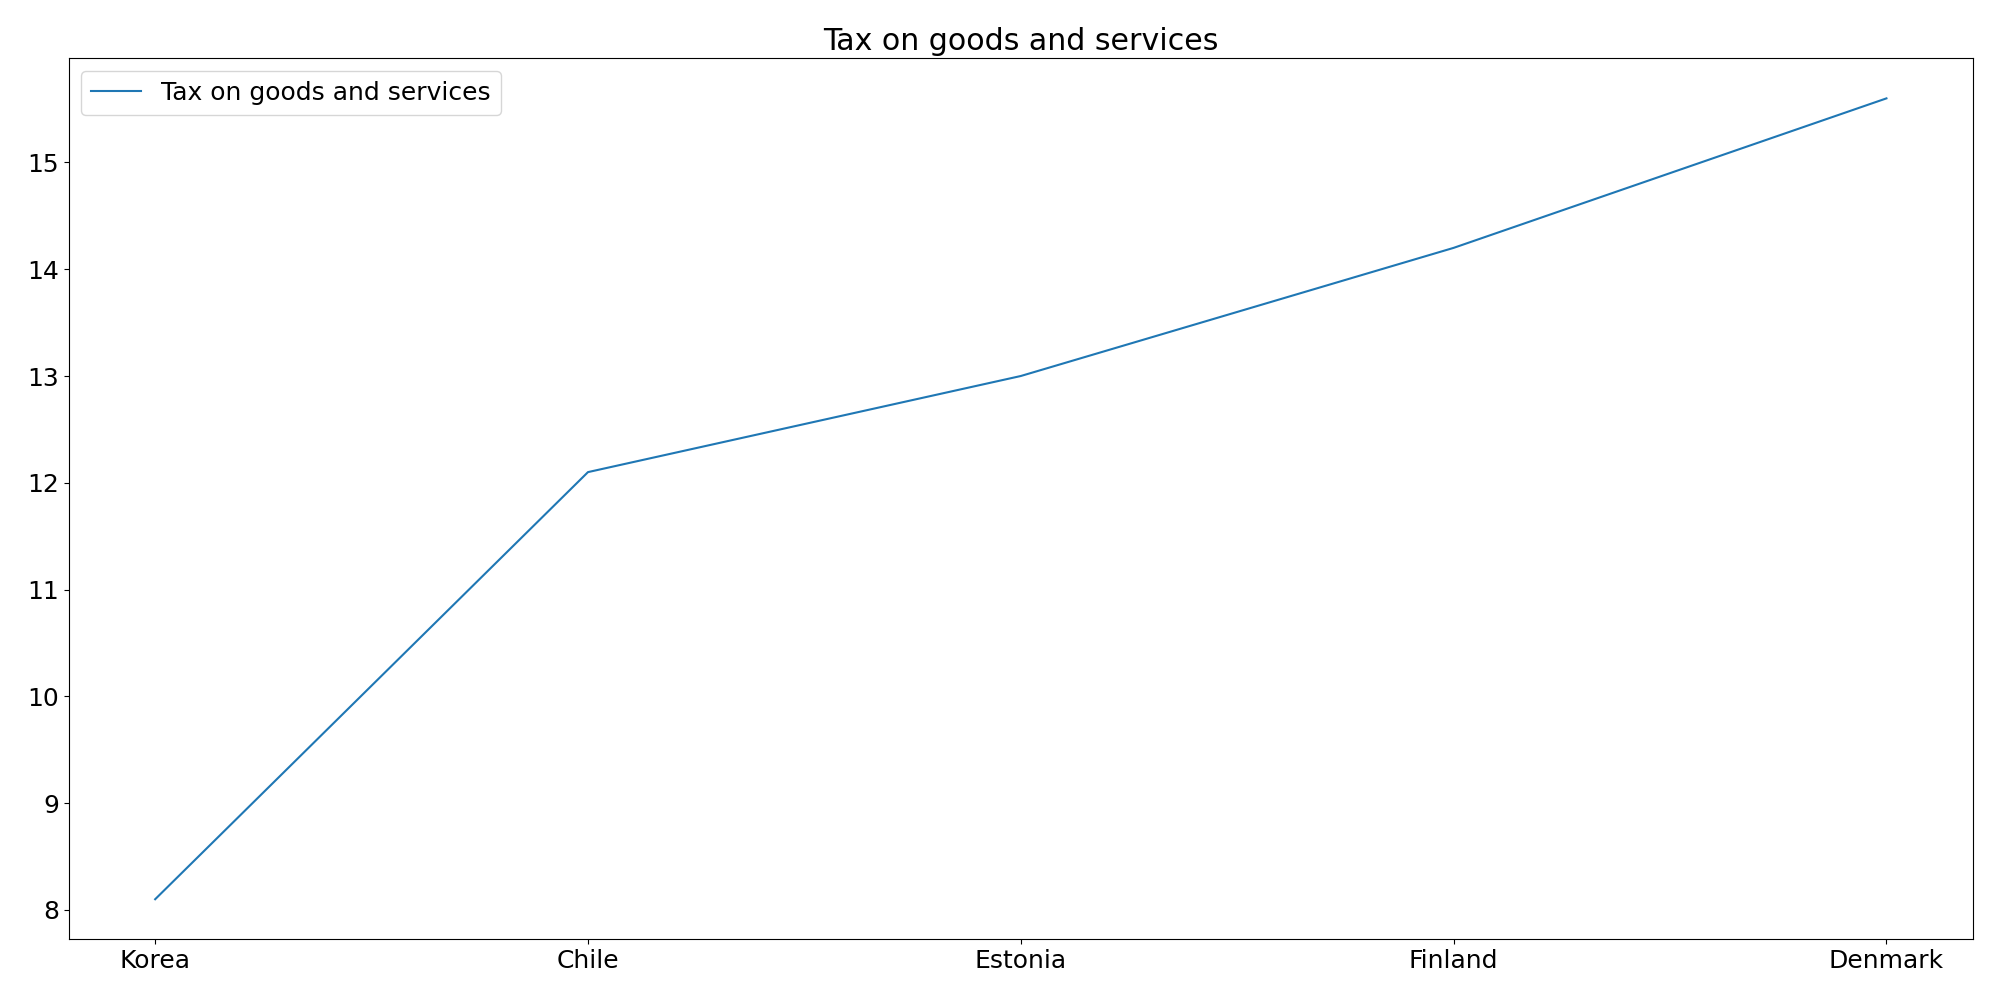 Tax on goods and services
Tax on goods and services
15
14
13
12
11
10
9
8
Korea Chile Estonia Finland Denmark